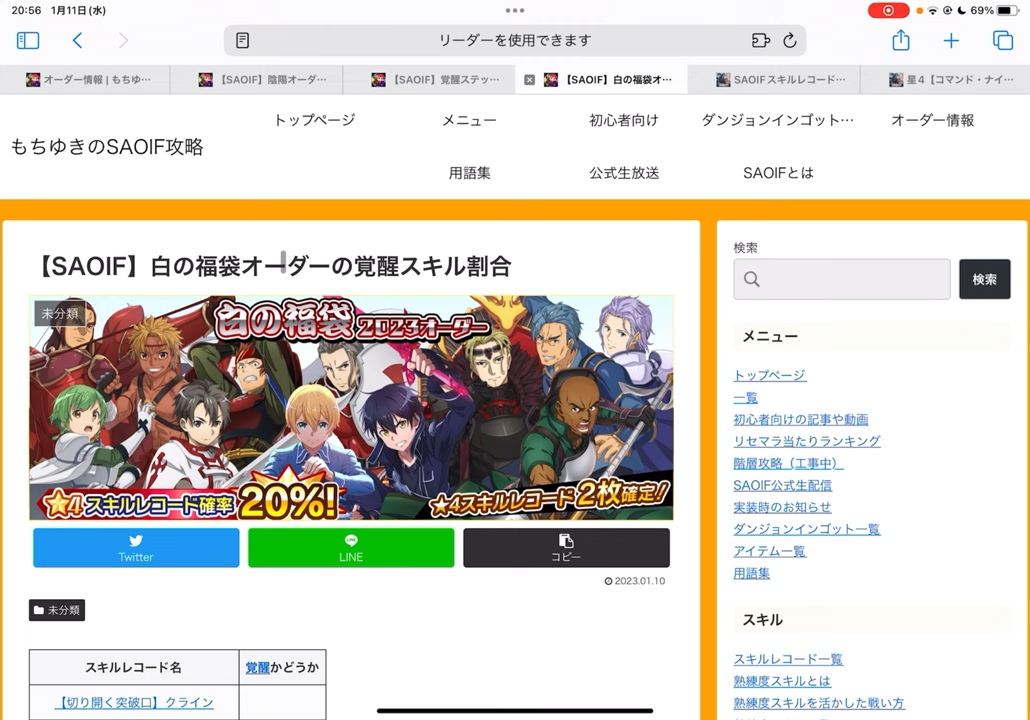 20:56 1月11日(水)
69%
リーダーを使用できます
オーダー情報 | もちゆ…
【SAOIF】陰陽オーダ…
【SAOIF】覚醒ステッ…
【SAOIF】白の福袋オ…
SAOIFスキルレコード…
星4【コマンド・ナイ…
もちゆきのSAOIF攻略
トップページ
メニュー
初心者向け
ダンジョンインゴット…
オーダー情報
用語集
公式生放送
SAOIFとは
【SAOIF】白の福袋オーダーの覚醒スキル割合
未分類
白の福袋2023オーダー
★4スキルレコード確率20%!
★4スキルレコード2枚確定!
Twitter
LINE
コピー
2023.01.10
未分類
スキルレコード名 覚醒かどうか
【切り開く突破口】クライン
検索
検索
メニュー
トップページ
一覧
初心者向けの記事や動画
リセマラ当たりランキング
階層攻略（工事中）
SAOIF公式生配信
実装時のお知らせ
ダンジョンインゴット一覧
アイテム一覧
用語集
スキル
スキルレコード一覧
熟練度スキルとは
熟練度スキルを活かした戦い方